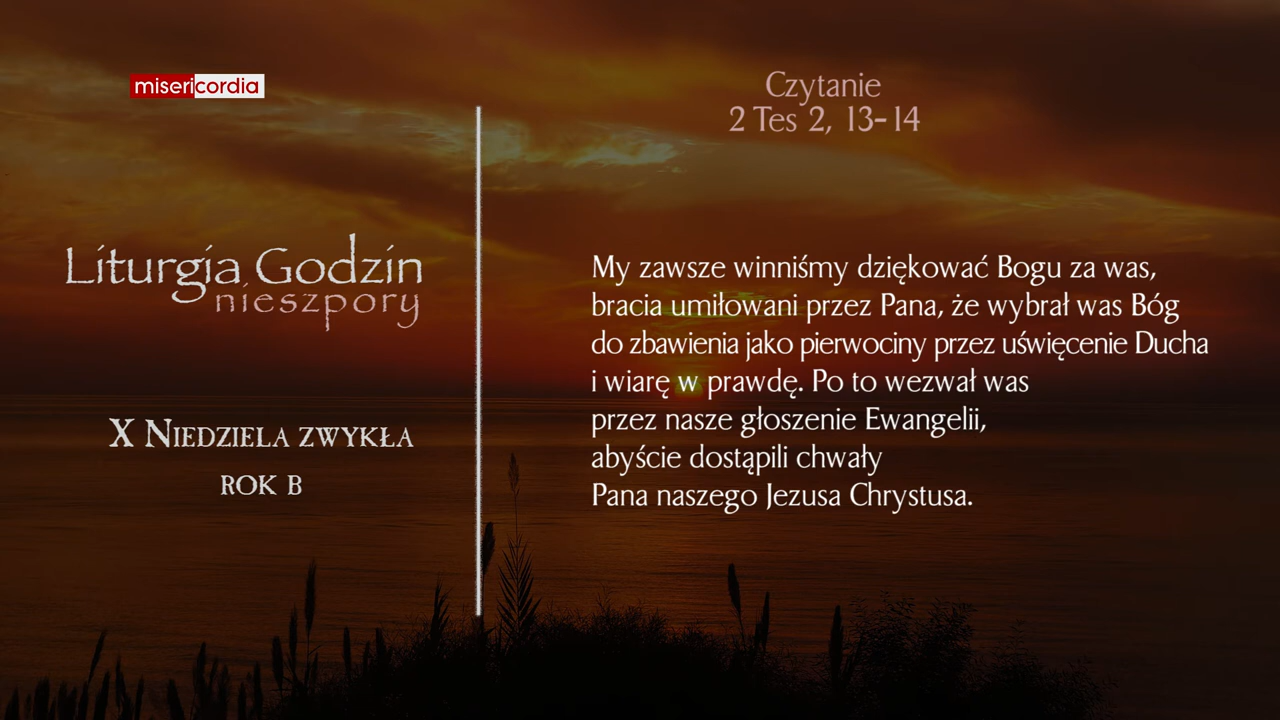 misericordia
Liturgia Godzin
nieszpory
X Niedziela zwykła
rok B
Czytanie
2 Tes 2, 13-14
My zawsze winniśmy dziękować Bogu za was,
bracia umiłowani przez Pana, że wybrał was Bóg
do zbawienia jako pierwociny przez uświęcenie Ducha
i wiarę w prawdę. Po to wezwał was
przez nasze głoszenie Ewangelii,
abyście dostąpili chwały
Pana naszego Jezusa Chrystusa.